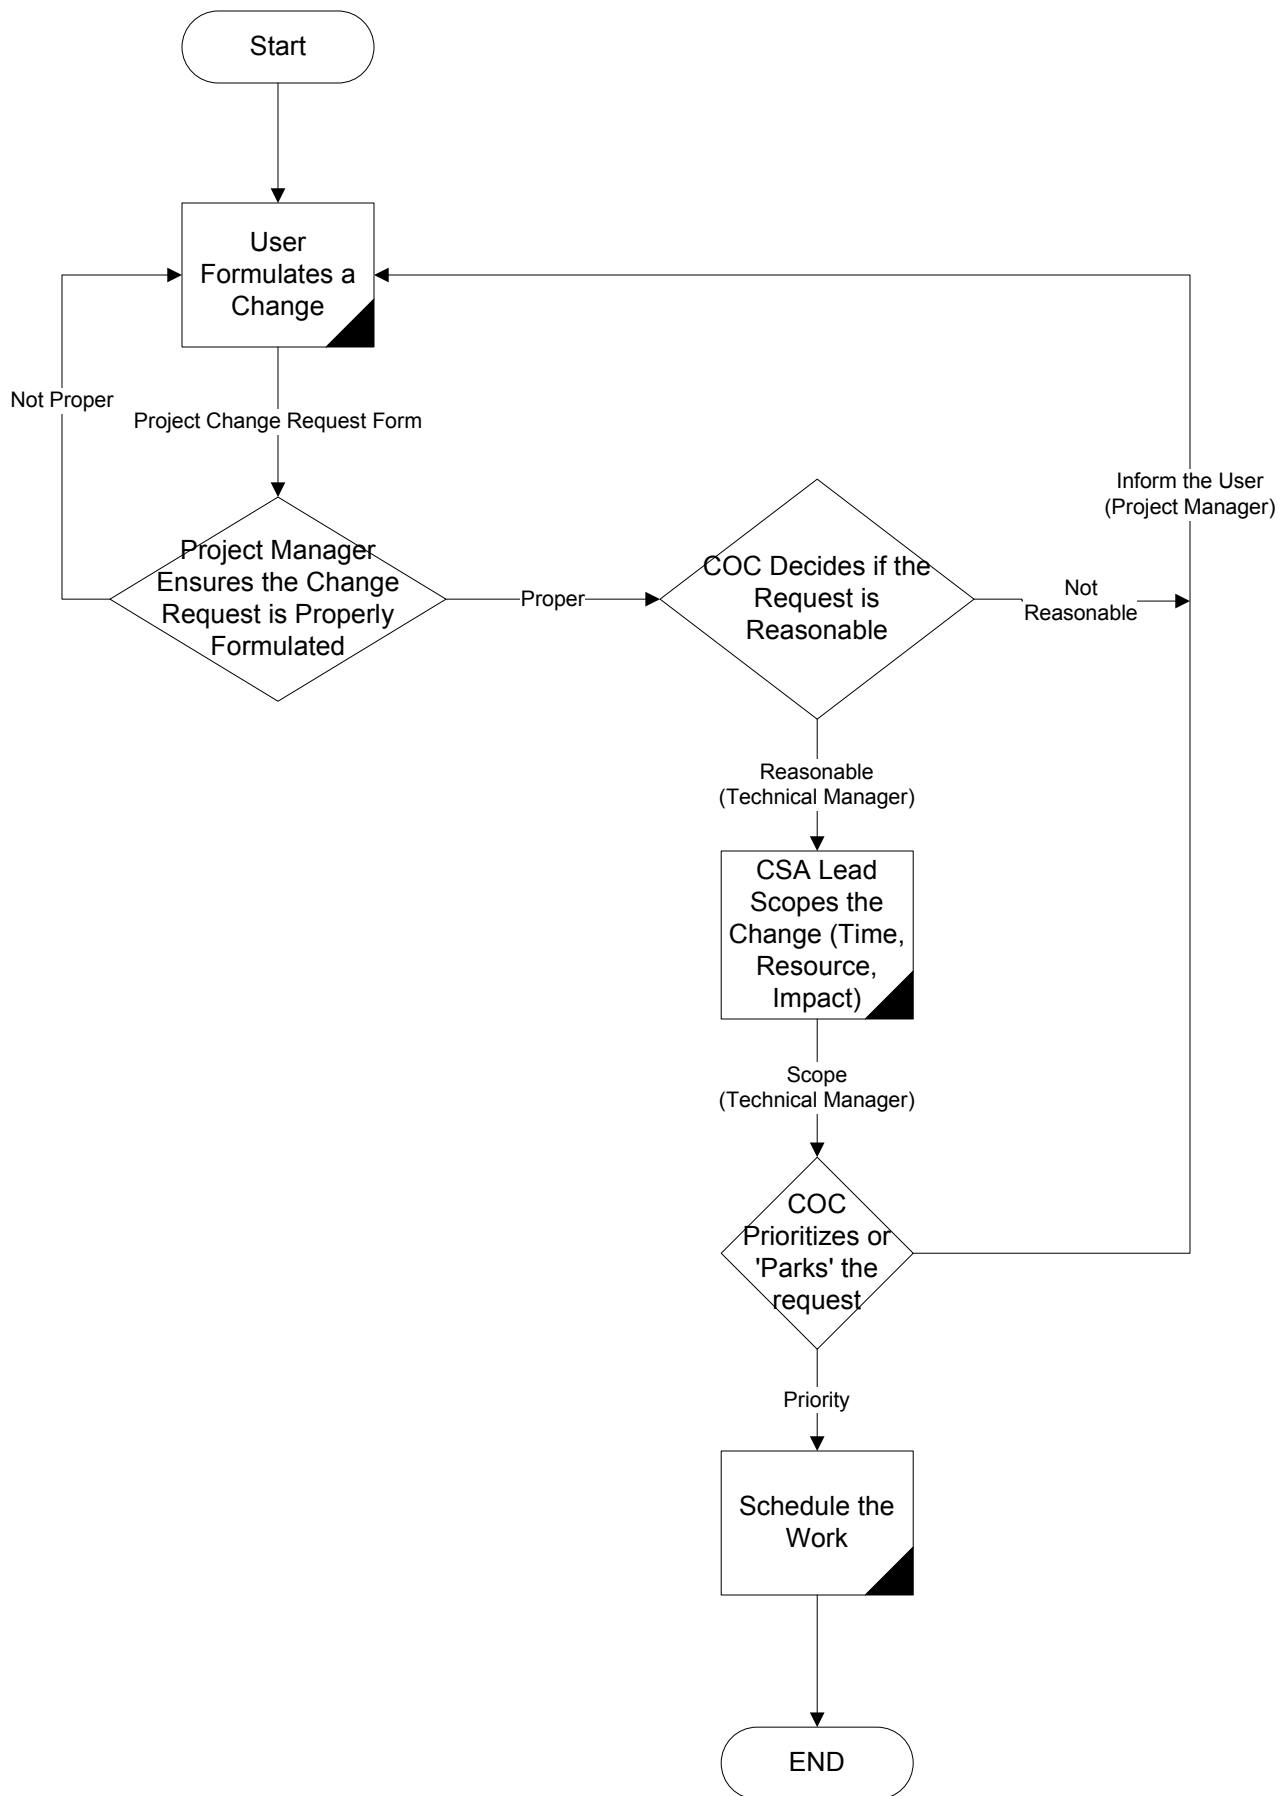 Start
User
Formulates a
Change
Not Proper
Project Change Request Form
Inform the User
(Project Manager)
Project Manager
Ensures the Change
Request is Properly
Formulated
Proper
COC Decides if the
Request is
Reasonable
Not
Reasonable
Reasonable
(Technical Manager)
CSA Lead
Scopes the
Change (Time,
Resource,
Impact)
Scope
(Technical Manager)
COC
Prioritizes or
'Parks' the
request
Priority
Schedule the
Work
END